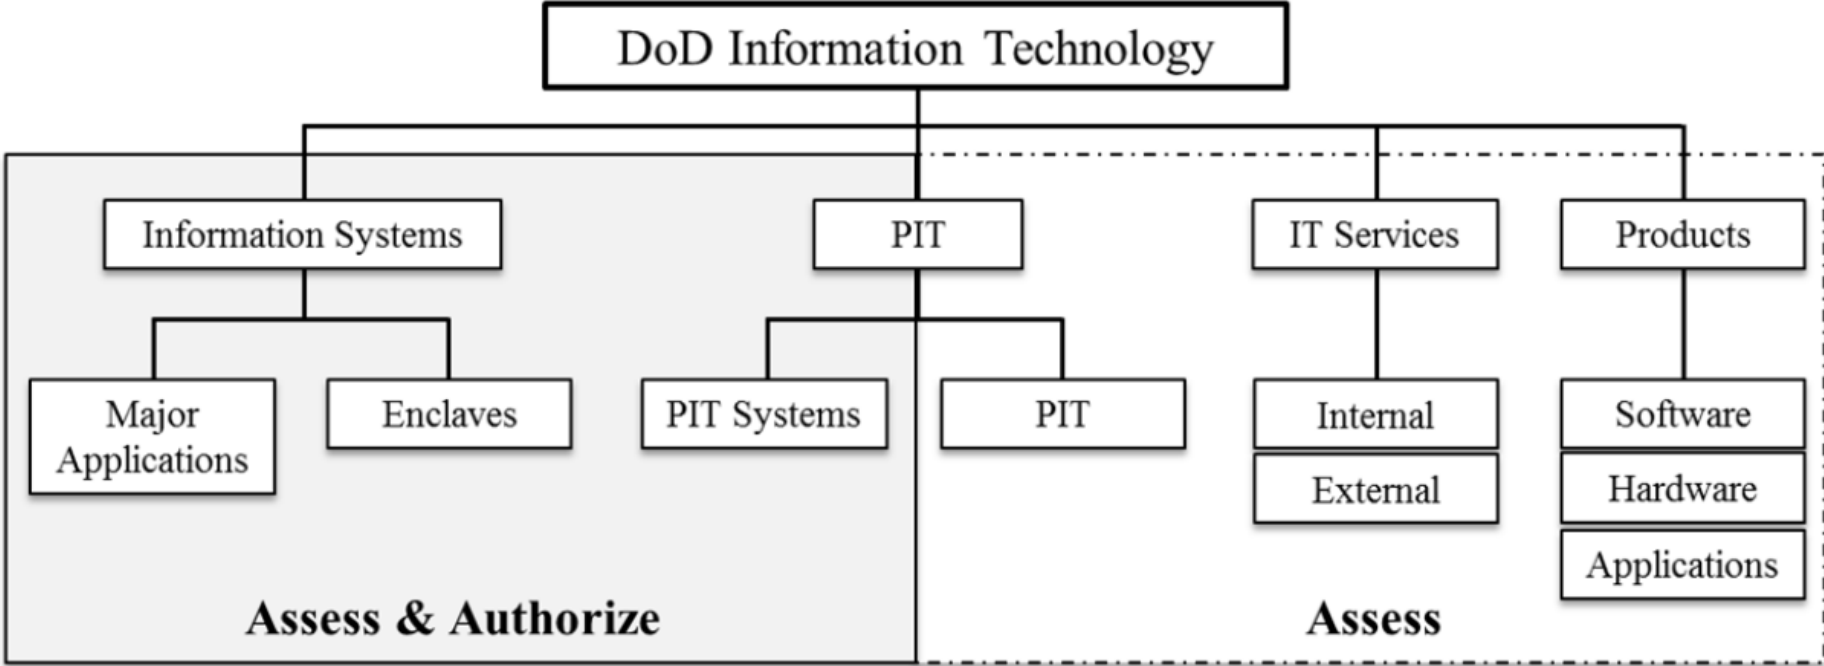 DoD Information Technology
Information Systems
PIT
IT Services
Products
Major
Applications
Enclaves
PIT Systems
PIT
Internal
External
Software
Hardware
Applications
Assess & Authorize
Assess